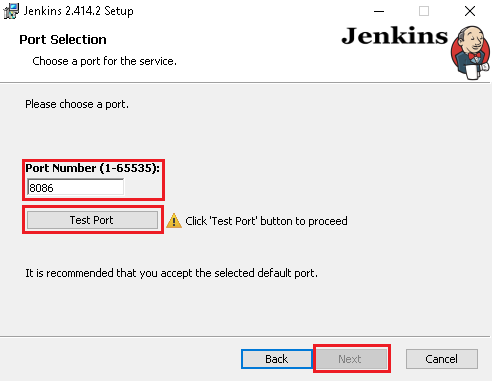 Jenkins 2.414.2 Setup
Port Selection
Choose a port for the service.
Jenkins
Please choose a port.
Port Number (1-65535):
8086
Test Port
Click 'Test Port' button to proceed
It is recommended that you accept the selected default port.
Back
Next
Cancel